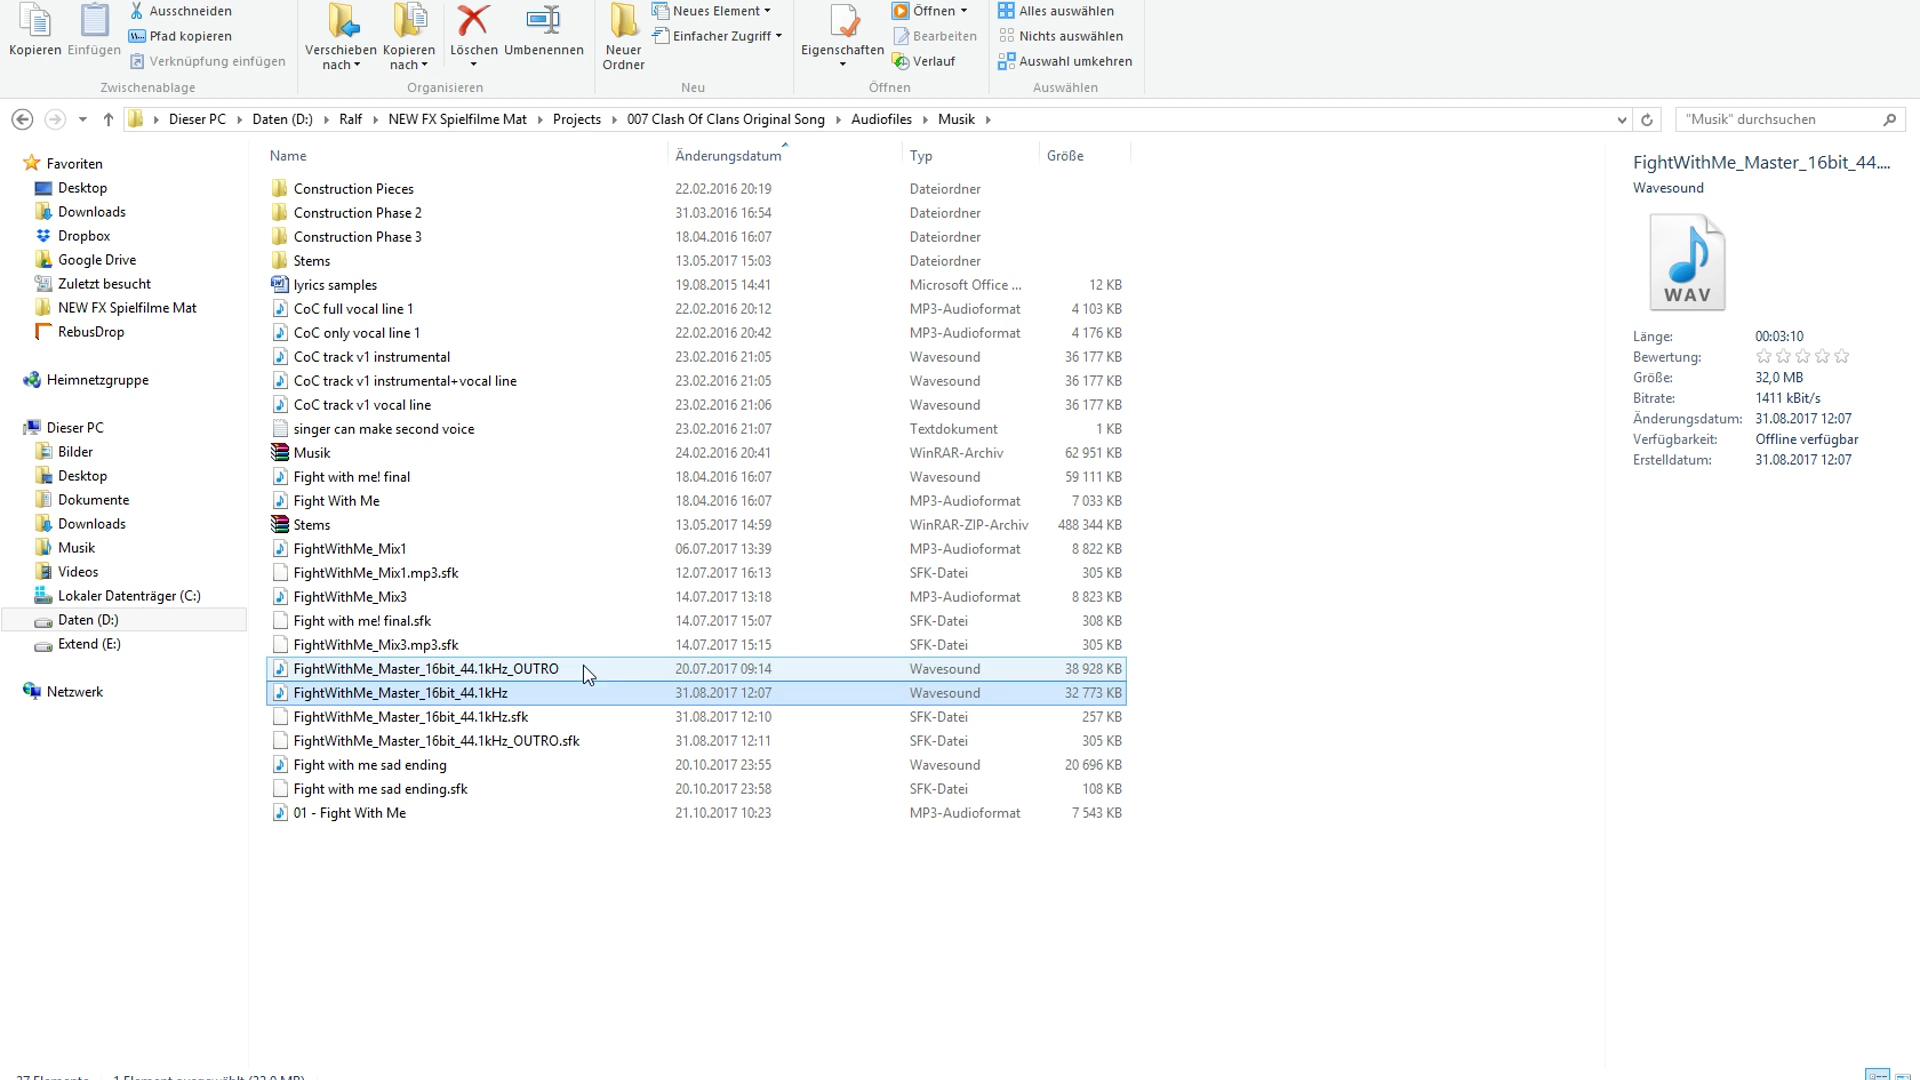 Kopieren
Einfügen
Ausschneiden
Pfad kopieren
Verknüpfung einfügen
Zwischenablage
Verschieben nach
Kopieren nach
Löschen
Umbenennen
Organisieren
Neuer Ordner
Neues Element
Einfacher Zugriff
Neu
Eigenschaften
Öffnen
Bearbeiten
Verlauf
Öffnen
Alles auswählen
Nichts auswählen
Auswahl umkehren
Auswählen
Dieser PC Daten (D:) Ralf NEW FX Spielfilme Mat Projects 007 Clash Of Clans Original Song Audiofiles Musik
"Musik" durchsuchen
Favoriten
Desktop
Downloads
Dropbox
Google Drive
Zuletzt besucht
NEW FX Spielfilme Mat
RebusDrop
Heimnetzgruppe
Dieser PC
Bilder
Desktop
Dokumente
Downloads
Musik
Videos
Lokaler Datenträger (C:)
Daten (D:)
Extend (E:)
Netzwerk
Name Änderungsdatum Typ Größe
Construction Pieces 22.02.2016 20:19 Dateiordner
Construction Phase 2 31.03.2016 16:54 Dateiordner
Construction Phase 3 18.04.2016 16:07 Dateiordner
Stems 13.05.2017 15:03 Dateiordner
lyrics samples 19.08.2015 14:41 Microsoft Office ... 12 KB
CoC full vocal line 1 22.02.2016 20:12 MP3-Audioformat 4 103 KB
CoC only vocal line 1 22.02.2016 20:42 MP3-Audioformat 4 176 KB
CoC track v1 instrumental 23.02.2016 21:05 Wavesound 36 177 KB
CoC track v1 instrumental+vocal line 23.02.2016 21:05 Wavesound 36 177 KB
CoC track v1 vocal line 23.02.2016 21:06 Wavesound 36 177 KB
singer can make second voice 23.02.2016 21:07 Textdokument 1 KB
Musik 24.02.2016 20:41 WinRAR-Archiv 62 951 KB
Fight with me! final 18.04.2016 16:07 Wavesound 59 111 KB
Fight With Me 18.04.2016 16:07 MP3-Audioformat 7 033 KB
Stems 13.05.2017 14:59 WinRAR-ZIP-Archiv 488 344 KB
FightWithMe_Mix1 06.07.2017 13:39 MP3-Audioformat 8 822 KB
FightWithMe_Mix1.mp3.sfk 12.07.2017 16:13 SFK-Datei 305 KB
FightWithMe_Mix3 14.07.2017 13:18 MP3-Audioformat 8 823 KB
Fight with me! final.sfk 14.07.2017 15:07 SFK-Datei 308 KB
FightWithMe_Mix3.mp3.sfk 14.07.2017 15:15 SFK-Datei 305 KB
FightWithMe_Master_16bit_44.1kHz_OUTRO 20.07.2017 09:14 Wavesound 38 928 KB
FightWithMe_Master_16bit_44.1kHz 31.08.2017 12:07 Wavesound 32 773 KB
FightWithMe_Master_16bit_44.1kHz.sfk 31.08.2017 12:10 SFK-Datei 257 KB
FightWithMe_Master_16bit_44.1kHz_OUTRO.sfk 31.08.2017 12:11 SFK-Datei 305 KB
Fight with me sad ending 20.10.2017 23:55 Wavesound 20 696 KB
Fight with me sad ending.sfk 20.10.2017 23:58 SFK-Datei 108 KB
01 - Fight With Me 21.10.2017 10:23 MP3-Audioformat 7 543 KB
FightWithMe_Master_16bit_44....
Wavesound
WAV
Länge: 00:03:10
Bewertung:
Größe: 32,0 MB
Bitrate: 1411 kBit/s
Änderungsdatum: 31.08.2017 12:07
Verfügbarkeit: Offline verfügbar
Erstelldatum: 31.08.2017 12:07